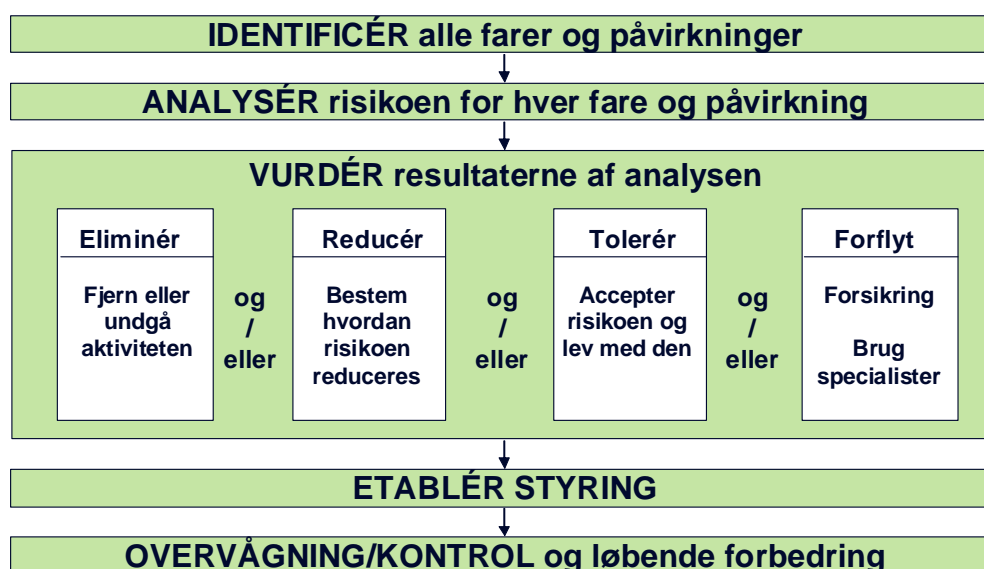 IDENTIFICÉR alle farer og påvirkninger
ANALYSÉR risikoen for hver fare og påvirkning
VURDÉR resultaterne af analysen
Eliminér
Fjern eller
undgå
aktiviteten
og
/
eller
Reducér
Bestem
hvordan
risikoen
reduceres
og
/
eller
Tolerér
Accepter
risikoen og
lev med den
og
/
eller
Forflyt
Forsikring
Brug
specialister
ETABLÉR STYRING
OVERVÅGNING/KONTROL og løbende forbedring